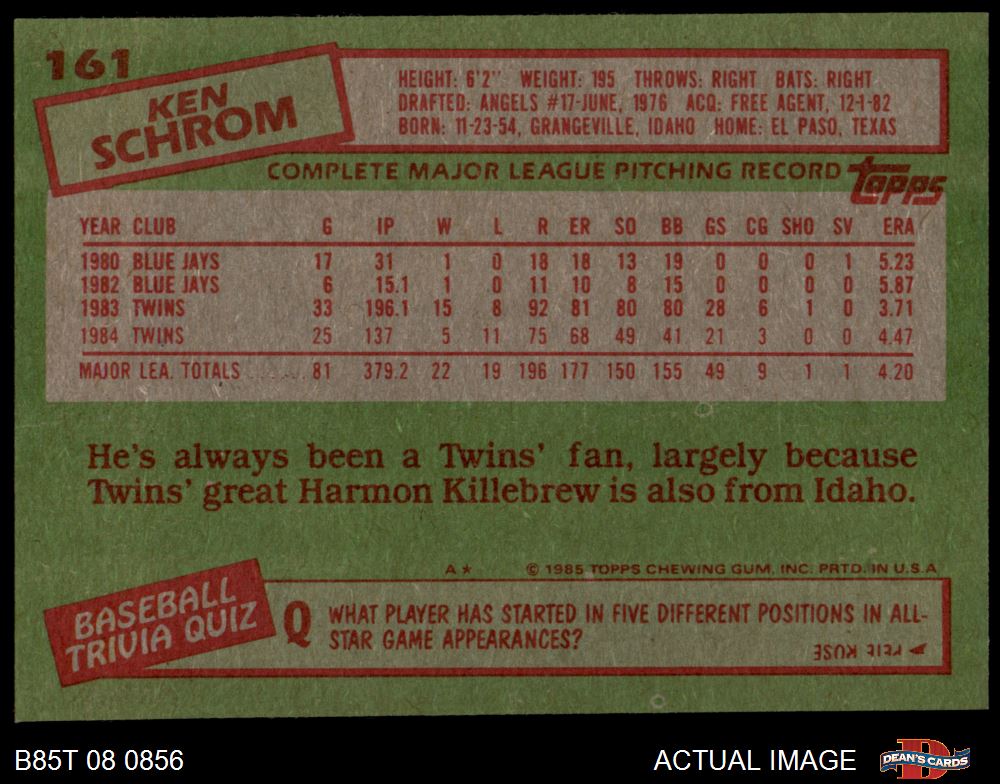 161
KEN
SCHROM
HEIGHT: 6'2" WEIGHT: 195 THROWS: RIGHT BATS: RIGHT
DRAFTED: ANGELS #17-JUNE, 1976 ACQ: FREE AGENT, 12-1-82
BORN: 11-23-54, GRANGEVILLE, IDAHO HOME: EL PASO, TEXAS
COMPLETE MAJOR LEAGUE PITCHING RECORD topps
YEAR CLUB G IP W L R ER SO BB GS CG SHO SV ERA
1980 BLUE JAYS 17 31 1 0 18 18 13 19 0 0 0 1 5.23
1982 BLUE JAYS 6 15.1 1 0 11 10 8 15 0 0 0 0 5.87
1983 TWINS 33 196.1 15 8 92 81 80 80 28 6 1 0 3.71
1984 TWINS 25 137 5 11 75 68 49 41 21 3 0 0 4.47
MAJOR LEA. TOTALS ...... 81 379.2 22 19 196 177 150 155 49 9 1 1 4.20
He's always been a Twins' fan, largely because
Twins' great Harmon Killebrew is also from Idaho.
A★ © 1985 TOPPS CHEWING GUM, INC. PRTD. IN U.S.A.
BASEBALL
TRIVIA QUIZ
Q WHAT PLAYER HAS STARTED IN FIVE DIFFERENT POSITIONS IN ALL-
STAR GAME APPEARANCES?
PETE ROSE
B85T 08 0856 ACTUAL IMAGE DEAN'S CARDS